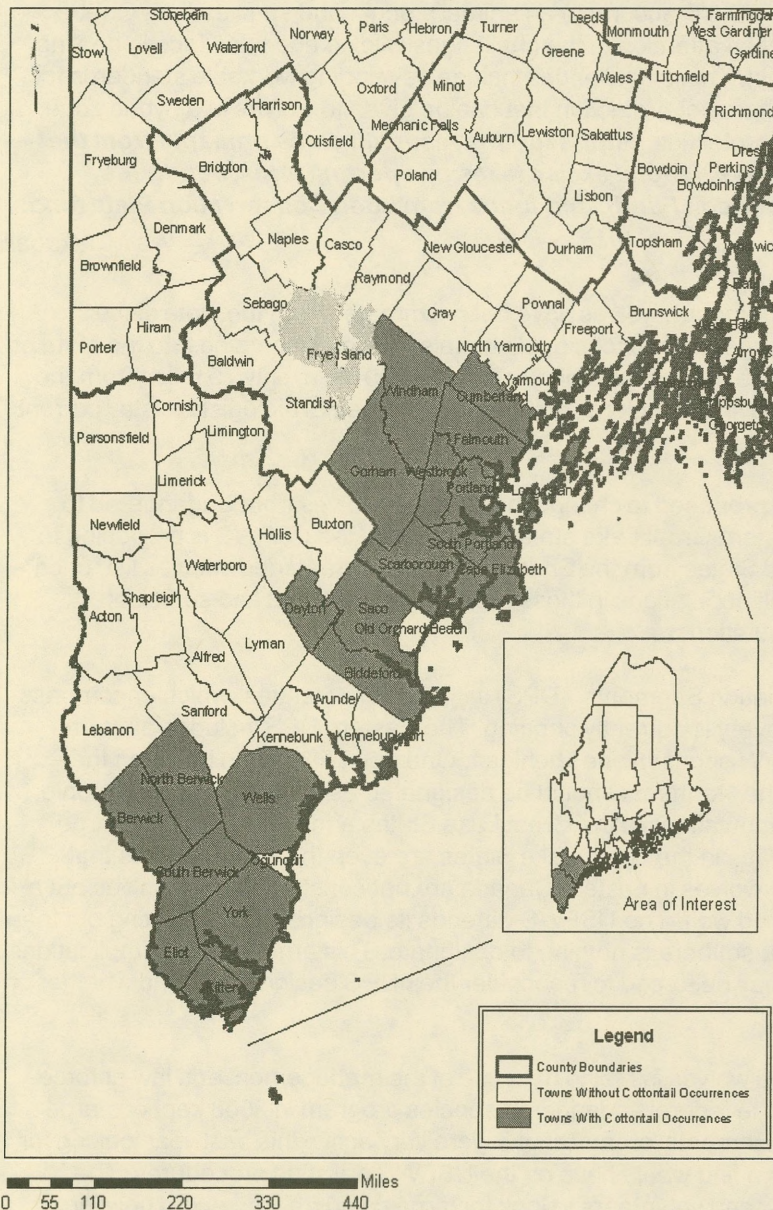 Stoneham
Stow
Lovell
Waterford
Norway
Paris
Hebron
Turner
Leeds
Monmouth
West Gardiner
Greene
Wales
Litchfield
Sweden
Harrison
Oxford
Minot
Richmond
Fryeburg
Bridgton
Otisfield
Mechanic Falls
Auburn
Lewiston
Sabattus
Poland
Lisbon
Bowdoin
Bowdoinham
Denmark
Naples
Casco
New Gloucester
Durham
Topsham
Brownfield
Raymond
Sebago
Gray
Pownal
Brunswick
Freeport
Porter
Hiram
Baldwin
Frye Island
North Yarmouth
Yarmouth
Windham
Cumberland
Standish
Cornish
Parsonsfield
Limington
Falmouth
Gorham
Westbrook
Portland
Limerick
Newfield
Hollis
Buxton
South Portland
Scarborough
Cape Elizabeth
Waterboro
Shapleigh
Acton
Dayton
Saco
Old Orchard Beach
Lyman
Alfred
Biddeford
Arundel
Sanford
Lebanon
Kennebunk
Kennebunkport
North Berwick
Wells
Berwick
South Berwick
Ogunquit
York
Eliot
Kittery
Area of Interest
Legend
County Boundaries
Towns Without Cottontail Occurrences
Towns With Cottontail Occurrences
Miles
0 55 110 220 330 440